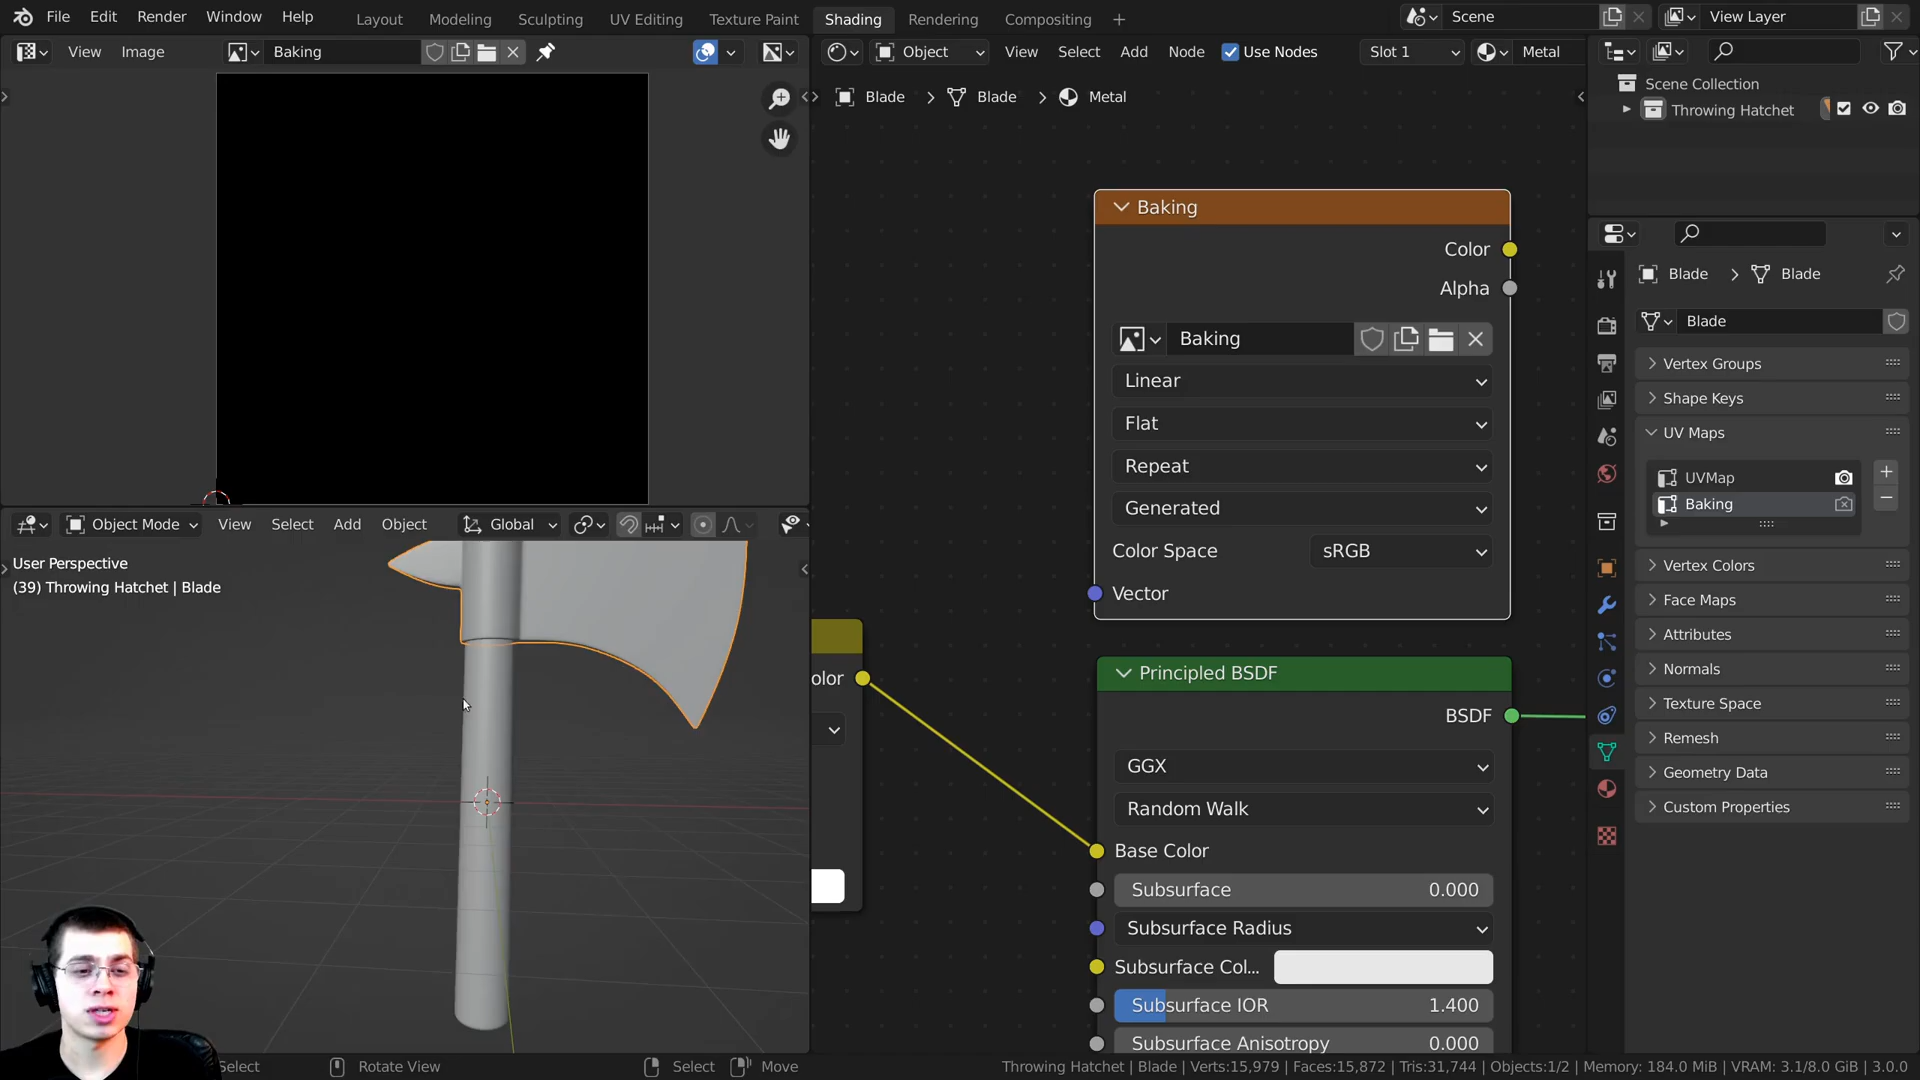 File Edit Render Window Help Layout Modeling Sculpting UV Editing Texture Paint Shading Rendering Compositing + Scene View Layer
View Image Baking Object View Select Add Node Use Nodes Slot 1 Metal
Blade > Blade > Metal
Scene Collection
Throwing Hatchet
Baking
Color
Alpha
Baking
Linear
Flat
Repeat
Generated
Color Space sRGB
Vector
olor
Principled BSDF
BSDF
GGX
Random Walk
Base Color
Subsurface 0.000
Subsurface Radius
Subsurface Col...
Subsurface IOR 1.400
Subsurface Anisotropy 0.000
Blade > Blade
Blade
Vertex Groups
Shape Keys
UV Maps
UVMap
Baking
Vertex Colors
Face Maps
Attributes
Normals
Texture Space
Remesh
Geometry Data
Custom Properties
Object Mode View Select Add Object Global
User Perspective
(39) Throwing Hatchet | Blade
Select Rotate View Select Move Throwing Hatchet | Blade | Verts:15,979 | Faces:15,872 | Tris:31,744 | Objects:1/2 | Memory: 184.0 MiB | VRAM: 3.1/8.0 GiB | 3.0.0